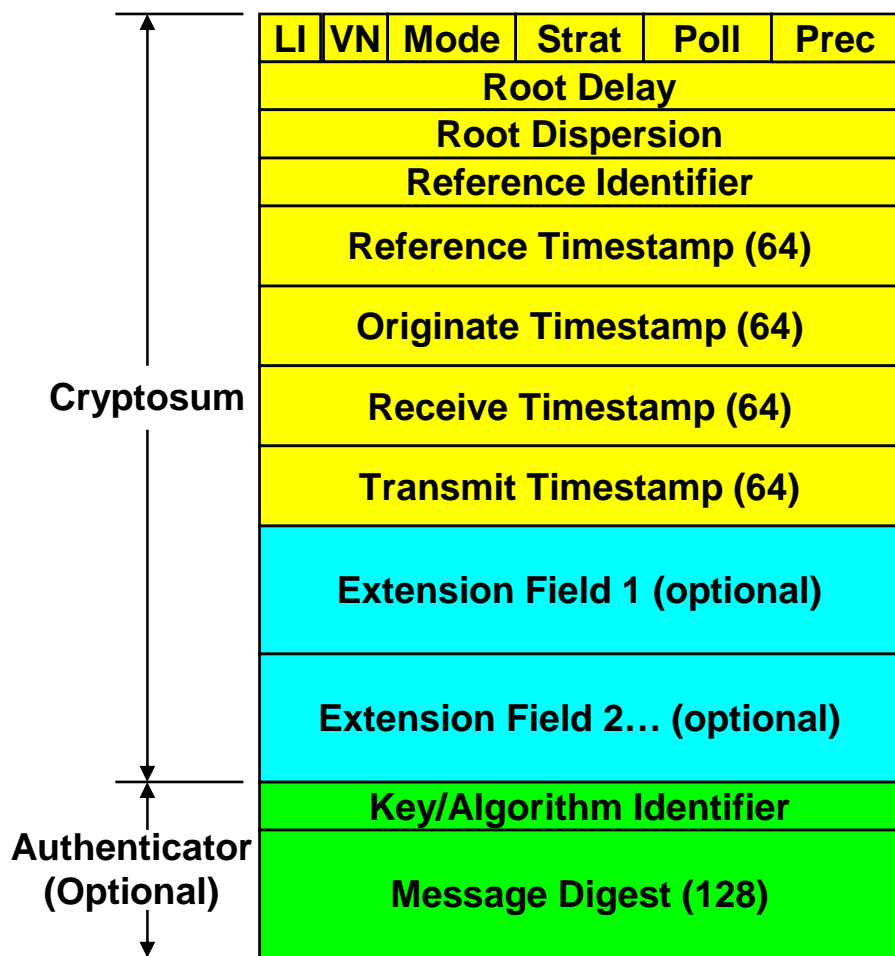 LI VN Mode Strat Poll Prec
Root Delay
Root Dispersion
Reference Identifier
Reference Timestamp (64)
Originate Timestamp (64)
Cryptosum
Receive Timestamp (64)
Transmit Timestamp (64)
Extension Field 1 (optional)
Extension Field 2… (optional)
Key/Algorithm Identifier
Authenticator
(Optional)
Message Digest (128)